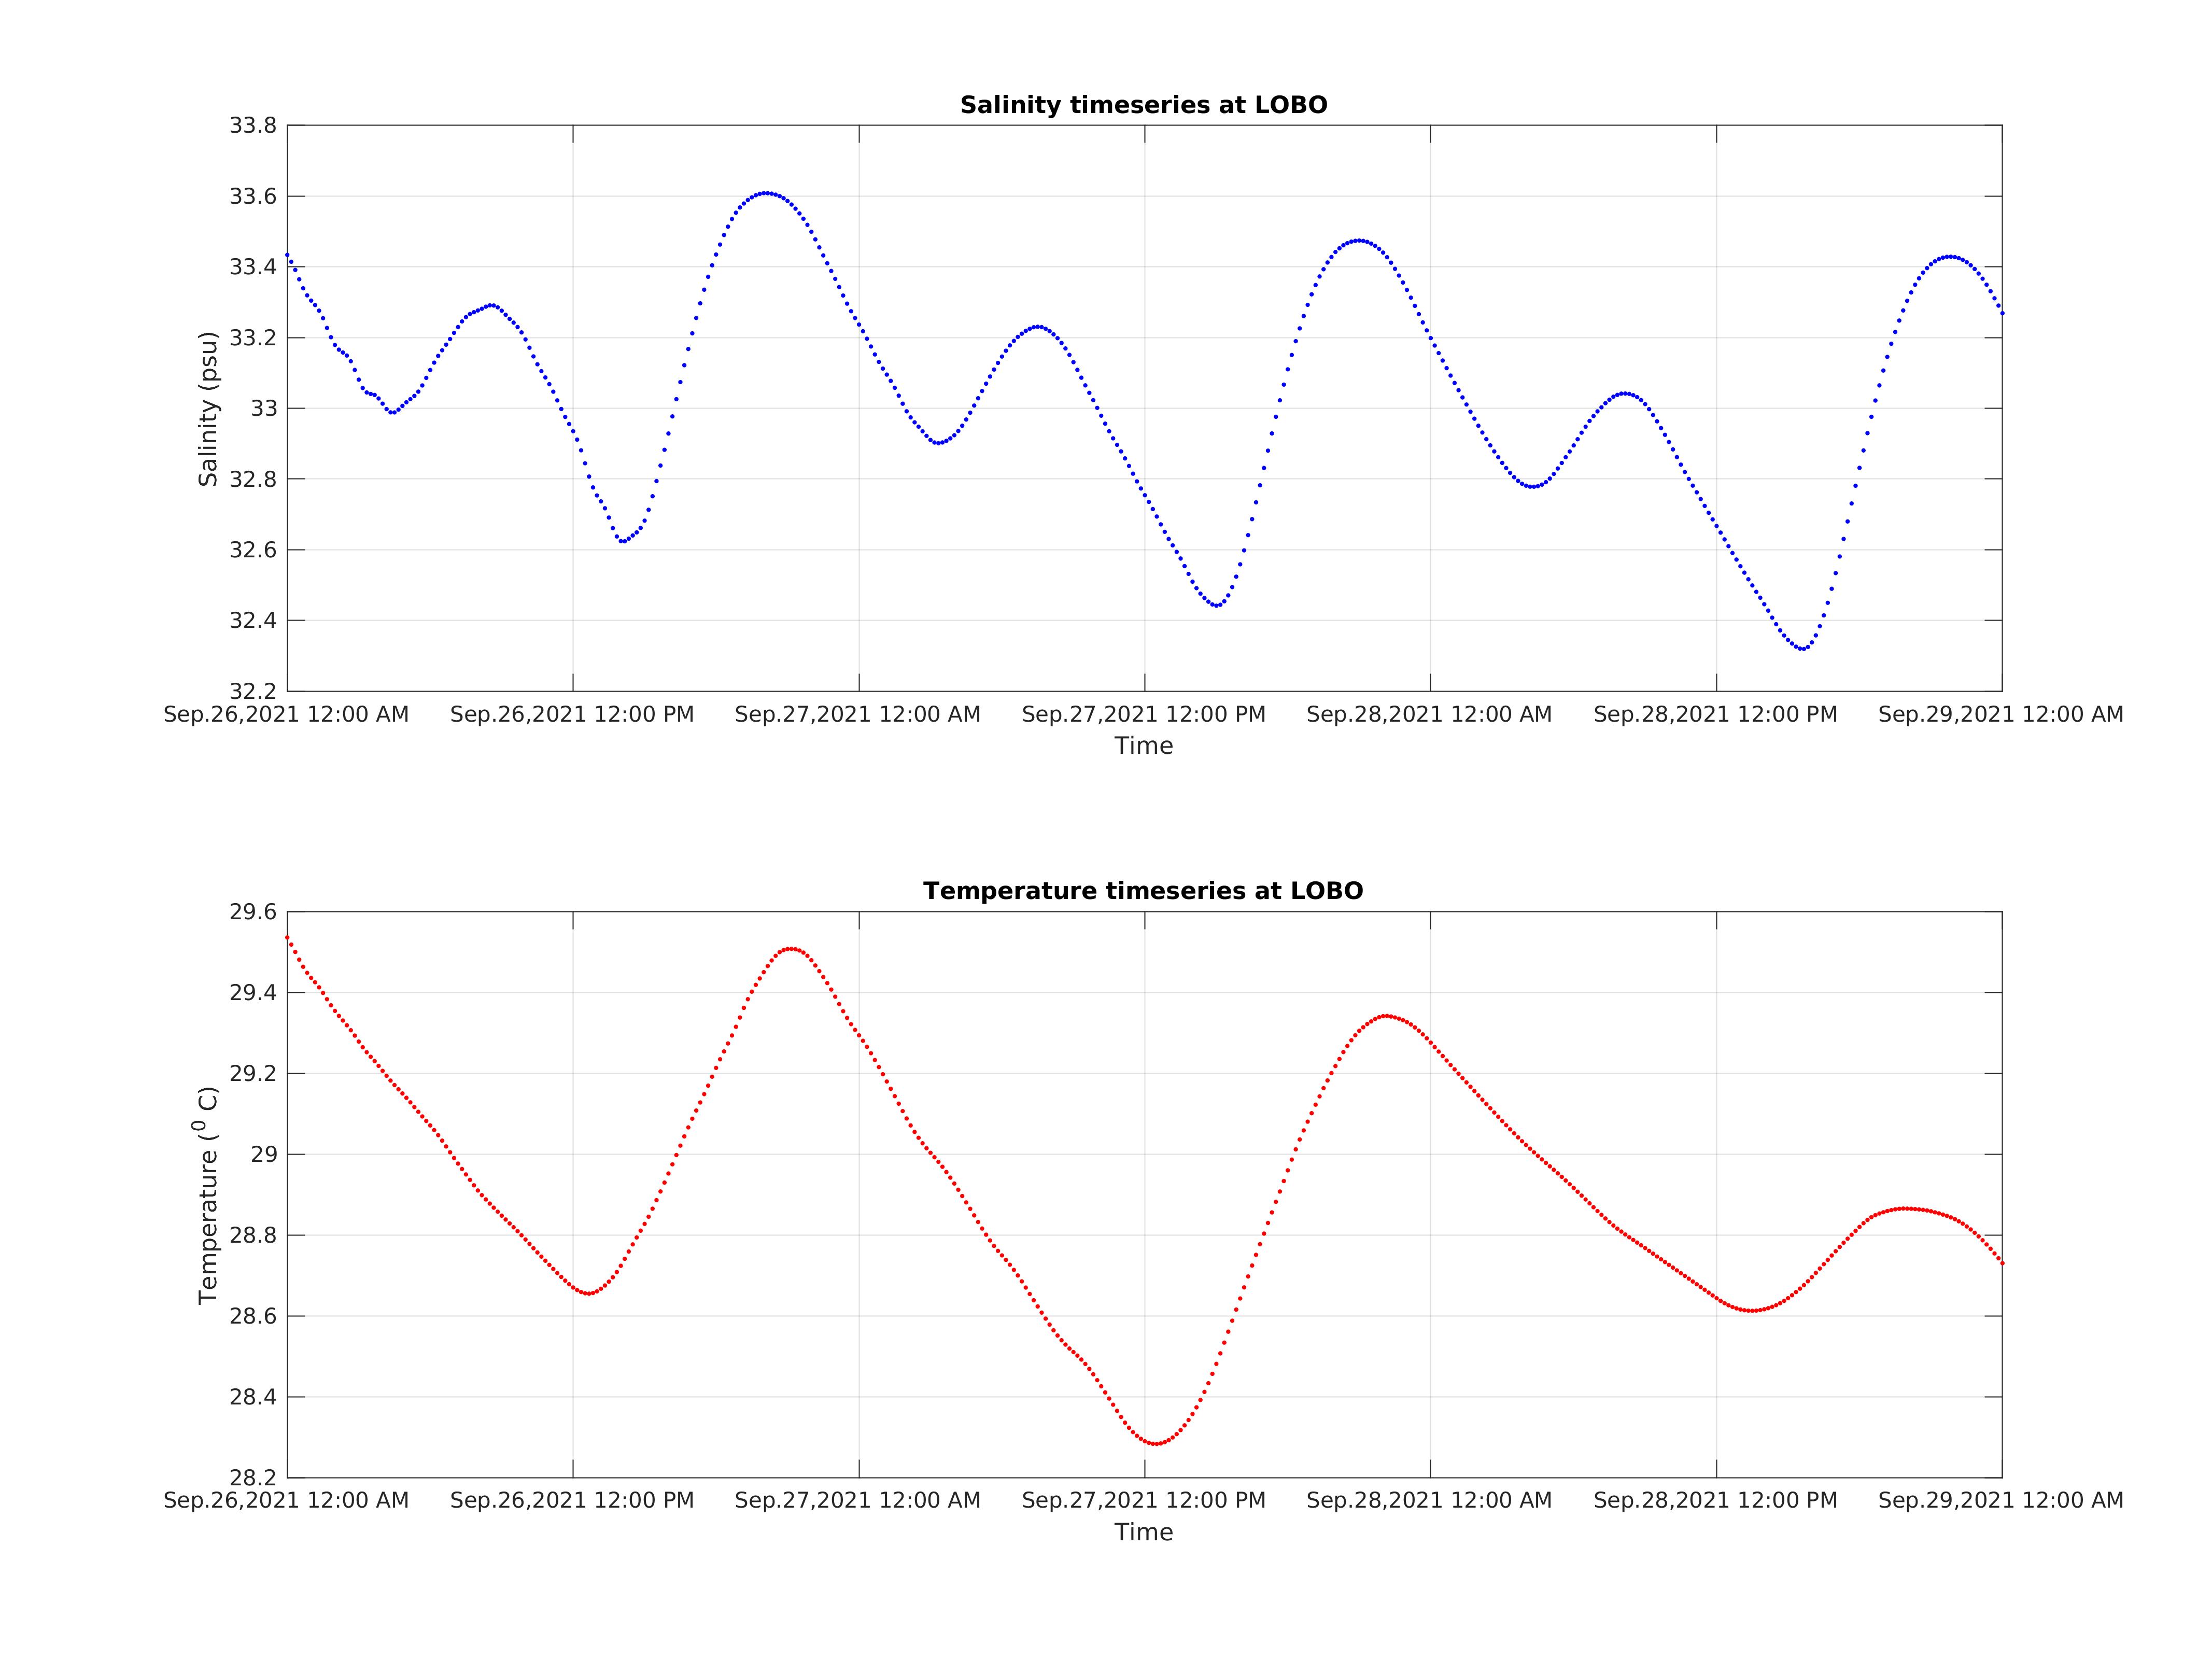 Salinity timeseries at LOBO
33.8
33.6
33.4
33.2
33
32.8
32.6
32.4
32.2
Salinity (psu)
Sep.26,2021 12:00 AM Sep.26,2021 12:00 PM Sep.27,2021 12:00 AM Sep.27,2021 12:00 PM Sep.28,2021 12:00 AM Sep.28,2021 12:00 PM Sep.29,2021 12:00 AM
Time
Temperature timeseries at LOBO
29.6
29.4
29.2
29
28.8
28.6
28.4
28.2
Temperature (⁰ C)
Sep.26,2021 12:00 AM Sep.26,2021 12:00 PM Sep.27,2021 12:00 AM Sep.27,2021 12:00 PM Sep.28,2021 12:00 AM Sep.28,2021 12:00 PM Sep.29,2021 12:00 AM
Time